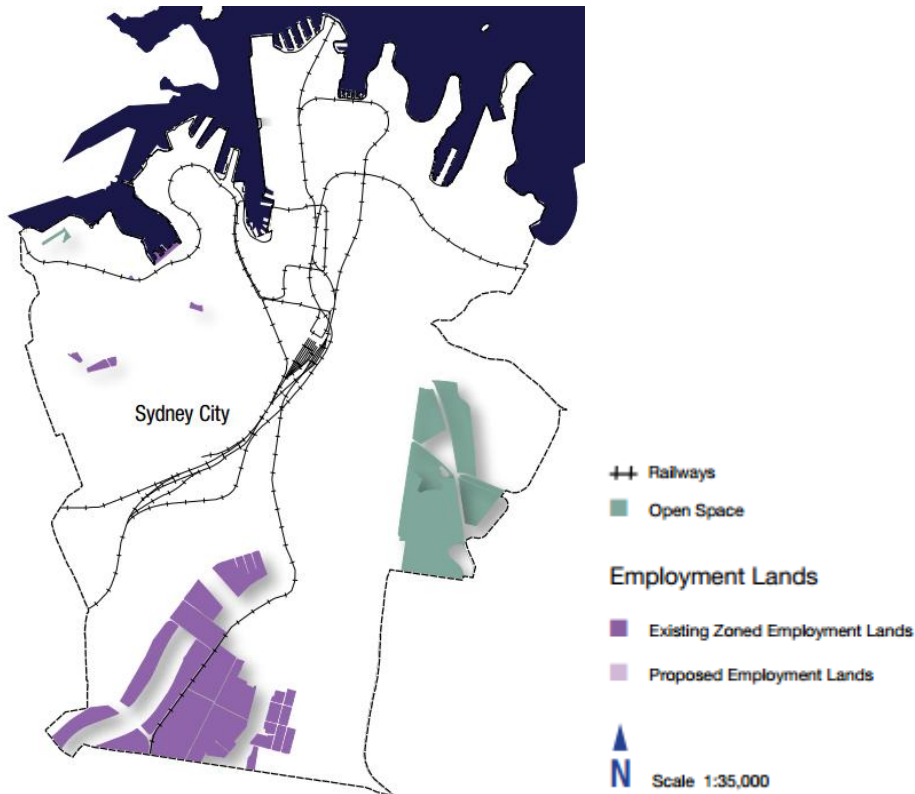 Sydney City
Railways
Open Space
Employment Lands
Existing Zoned Employment Lands
Proposed Employment Lands
N
Scale 1:35,000